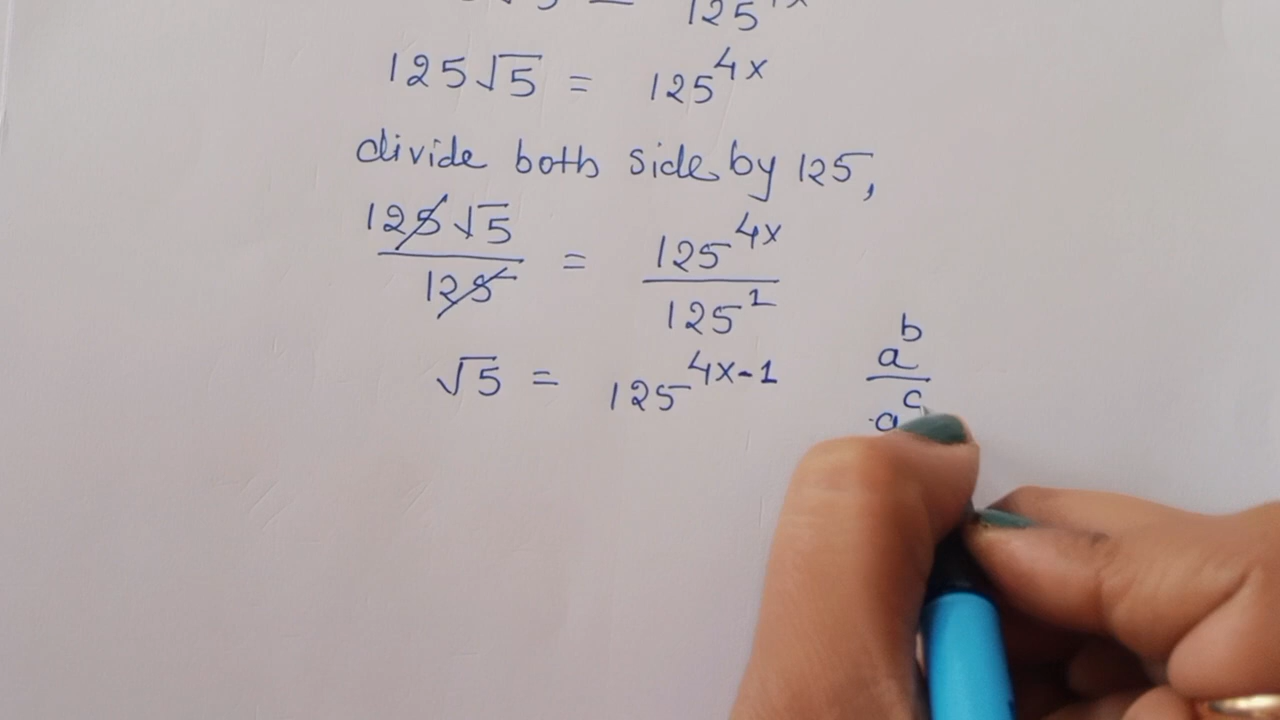 125√5 = 125^4x
divide both side by 125,
125√5 / 125 = 125^4x / 125^1
√5 = 125^4x-1
a^b / a^c